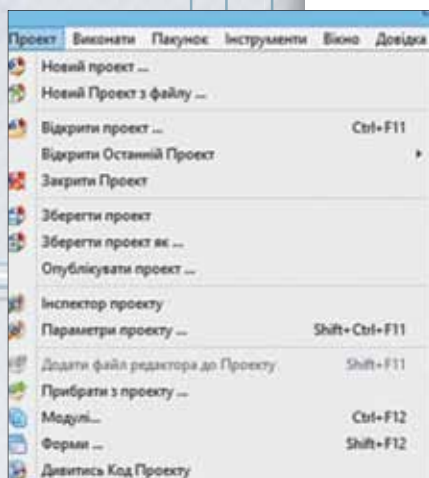 Проект Виконати Пакунок Інструменти Вікно Довідка
Новий проект ...
Новий Проект з файлу ...
Відкрити проект ... Ctrl+F11
Відкрити Останній Проект
Закрити Проект
Зберегти проект
Зберегти проект як ...
Опублікувати проект ...
Інспектор проекту
Параметри проекту ... Shift+Ctrl+F11
Додати файл редактора до Проекту Shift+F11
Прибрати з проекту ...
Модулі... Ctrl+F12
Форми ... Shift+F12
Дивитись Код Проекту